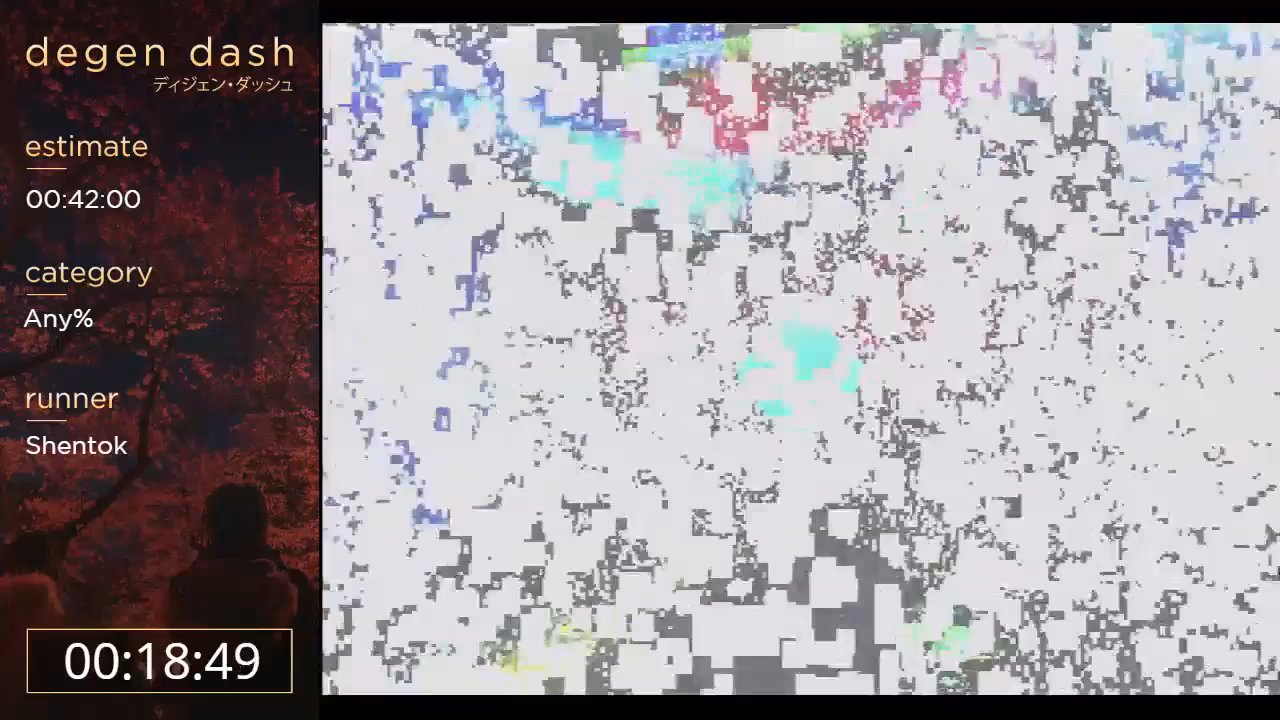 degen dash
ディジェン・ダッシュ
estimate
00:42:00
category
Any%
runner
Shentok
00:18:49